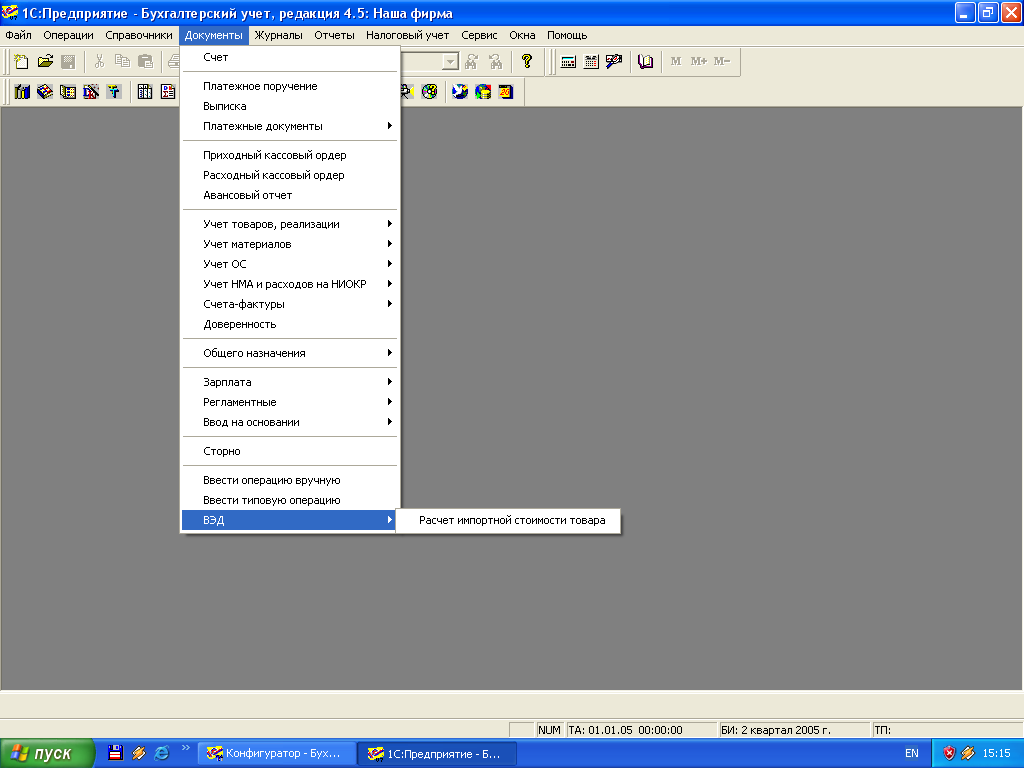 1С:Предприятие - Бухгалтерский учет, редакция 4.5: Наша фирма
Файл Операции Справочники Документы Журналы Отчеты Налоговый учет Сервис Окна Помощь
M M+ M−
Счет
Платежное поручение
Выписка
Платежные документы
Приходный кассовый ордер
Расходный кассовый ордер
Авансовый отчет
Учет товаров, реализации
Учет материалов
Учет ОС
Учет НМА и расходов на НИОКР
Счета-фактуры
Доверенность
Общего назначения
Зарплата
Регламентные
Ввод на основании
Сторно
Ввести операцию вручную
Ввести типовую операцию
ВЭД
Расчет импортной стоимости товара
NUM TA: 01.01.05 00:00:00 БИ: 2 квартал 2005 г. ТП:
пуск Конфигуратор - Бух... 1С:Предприятие - Б... EN 15:15